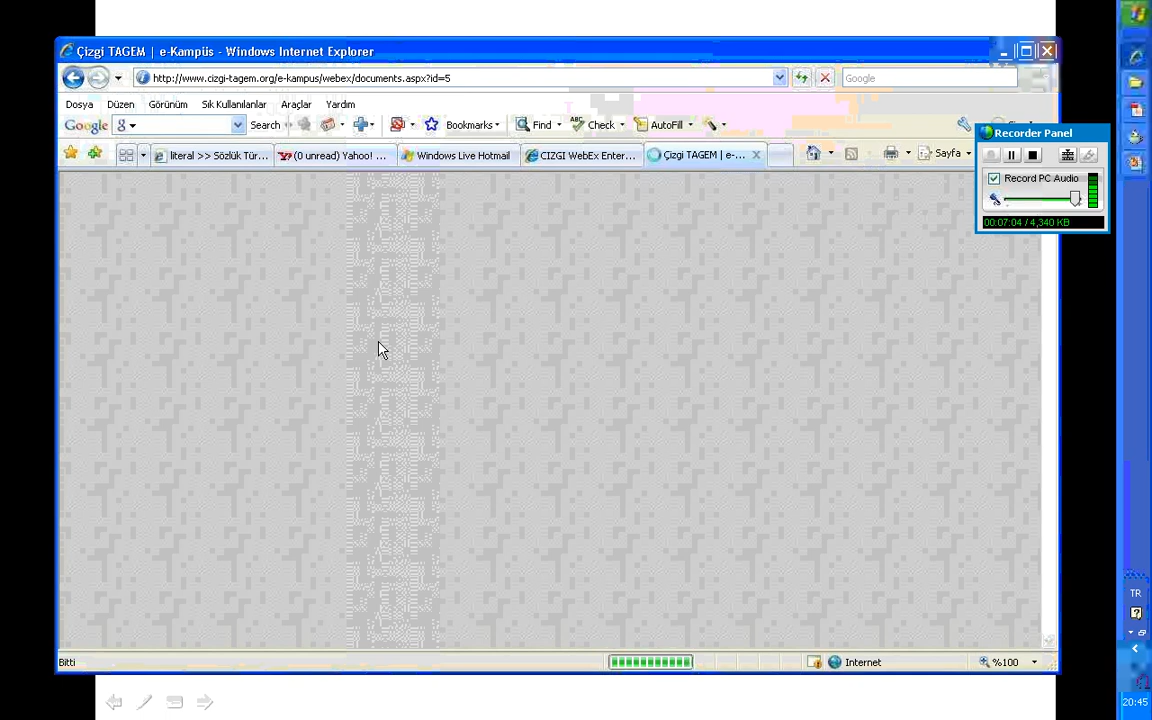 Çizgi TAGEM | e-Kampüs - Windows Internet Explorer
http://www.cizgi-tagem.org/e-kampus/webex/documents.aspx?id=5
Google
Dosya Düzen Görünüm Sık Kullanılanlar Araçlar Yardım
Google g Search Bookmarks Find ABC Check AutoFill
Recorder Panel
literal >> Sözlük Tür... (0 unread) Yahoo! ... Windows Live Hotmail CIZGI WebEx Enter... Çizgi TAGEM | e-... Sayfa
Record PC Audio
00:07:04 / 4,340 KB
TR
Bitti Internet %100
20:45